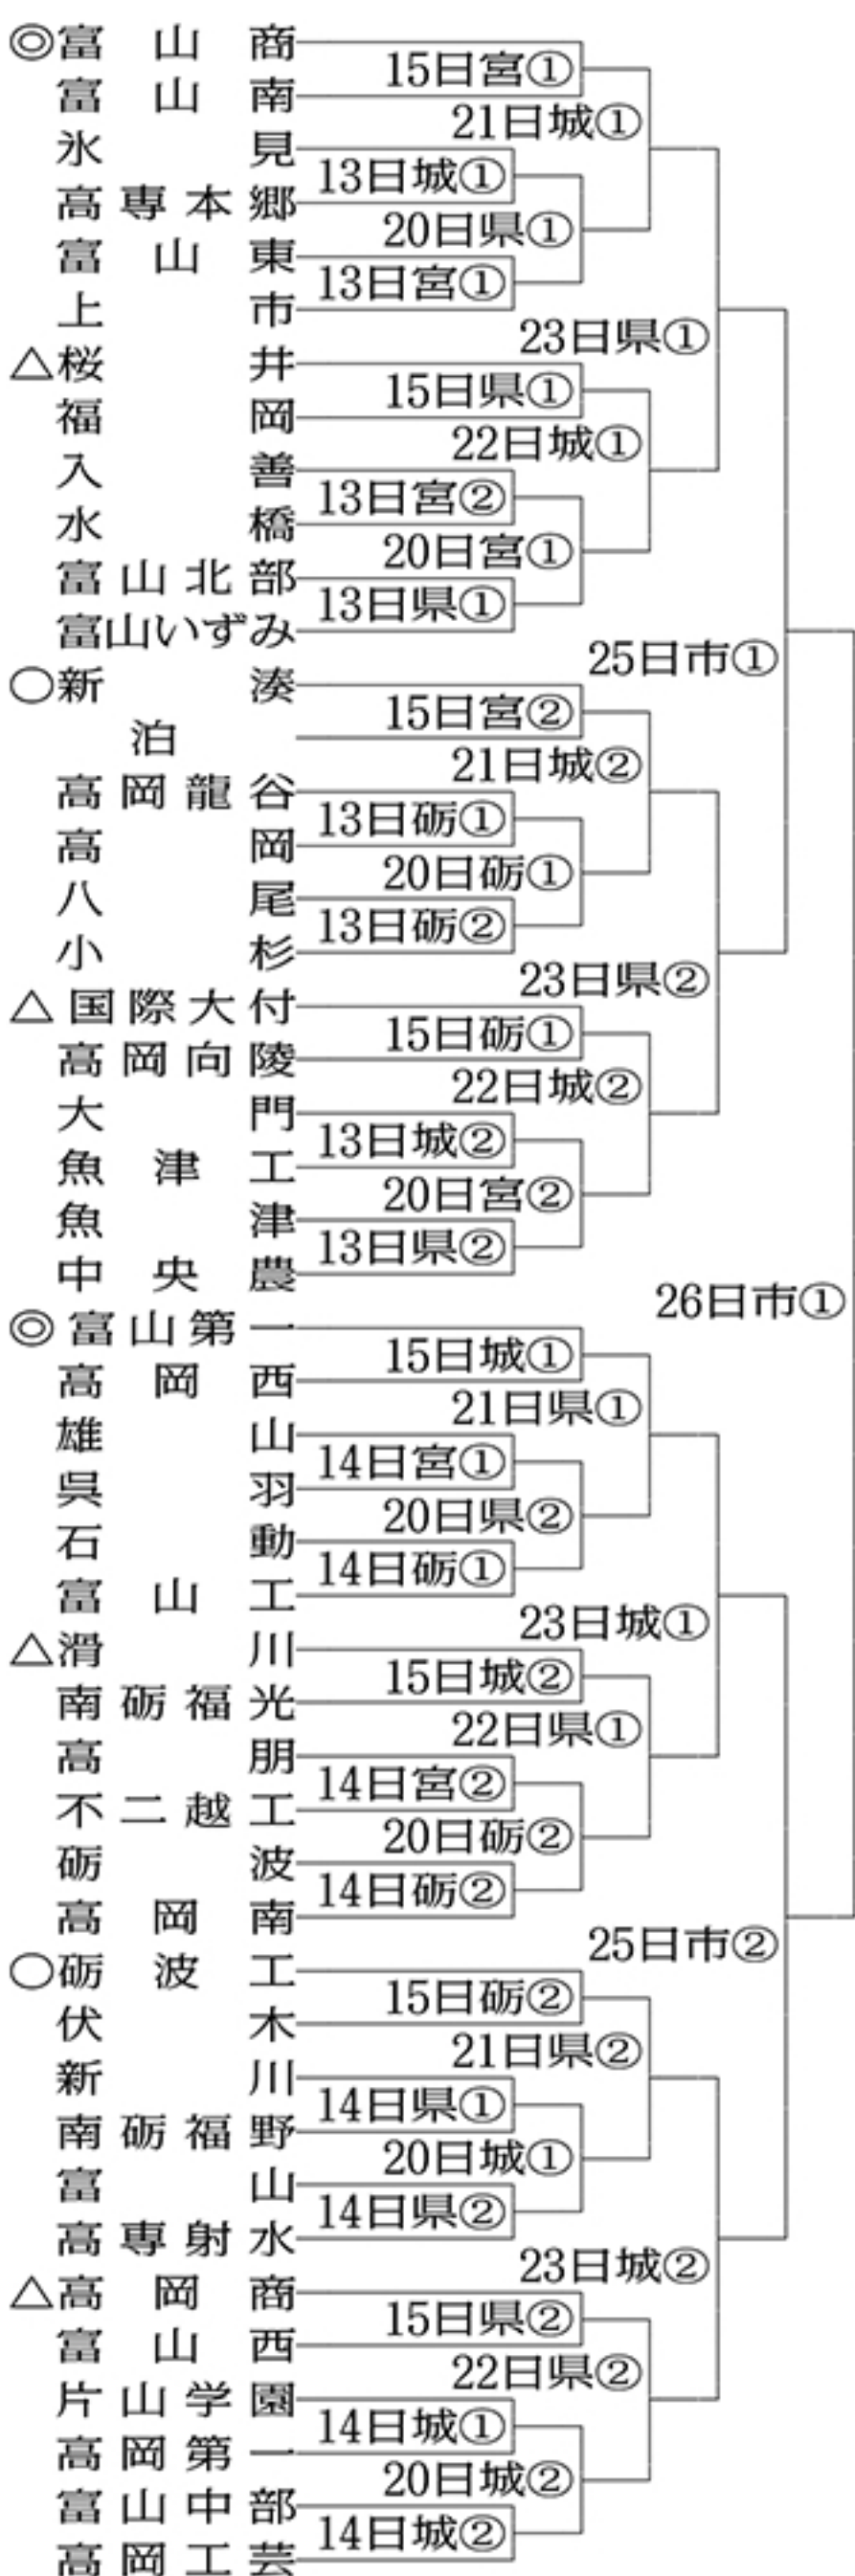 ◎富山商
15日宮①
富山南
21日城①
氷見
13日城①
高専本郷
20日県①
富山東
13日宮①
上市
23日県①
△桜井
15日県①
福岡
22日城①
入善
13日宮②
水橋
20日宮①
富山北部
13日県①
富山いずみ
25日市①
○新湊
15日宮②
泊
21日城②
高岡龍谷
13日砺①
高岡
20日砺①
八尾
13日砺②
小杉
23日県②
△国際大付
15日砺①
高岡向陵
22日城②
大門
13日城②
魚津工
20日宮②
魚津
13日県②
中央農
26日市①
◎富山第一
15日城①
高岡西
21日県①
雄山
14日宮①
呉羽
20日県②
石動
14日砺①
富山工
23日城①
△滑川
15日城②
南砺福光
22日県①
高朋
14日宮②
不二越工
20日砺②
砺波
14日砺②
高岡南
25日市②
○砺波工
15日砺②
伏木
21日県②
新川
14日県①
南砺福野
20日城①
富山
14日県②
高専射水
23日城②
△高岡商
15日県②
富山西
22日県②
片山学園
14日城①
高岡第一
20日城②
富山中部
14日城②
高岡工芸